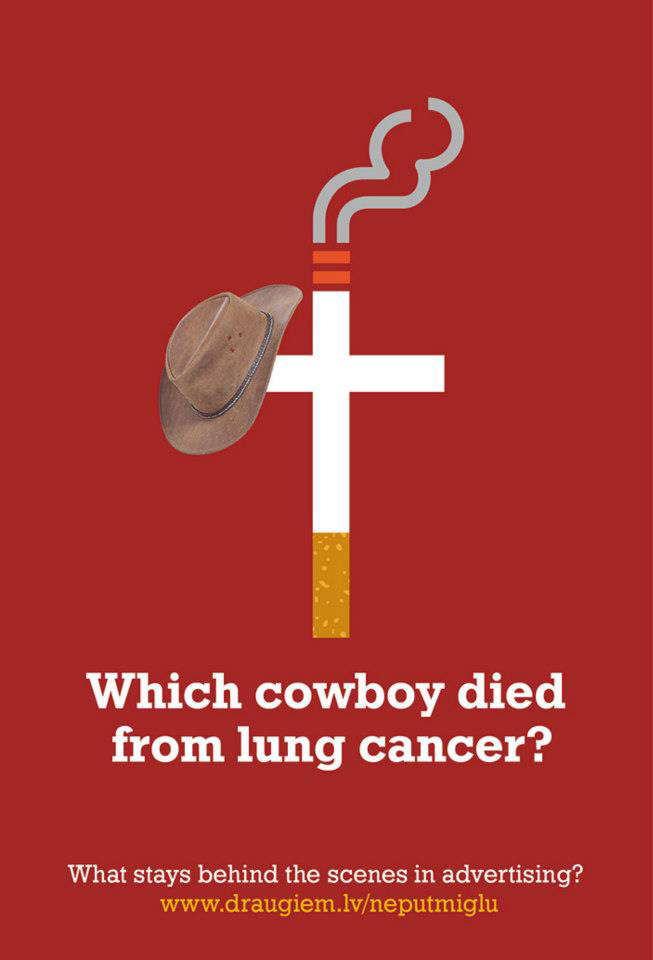 Which cowboy died
from lung cancer?
What stays behind the scenes in advertising?
www.draugiem.lv/neputmiglu